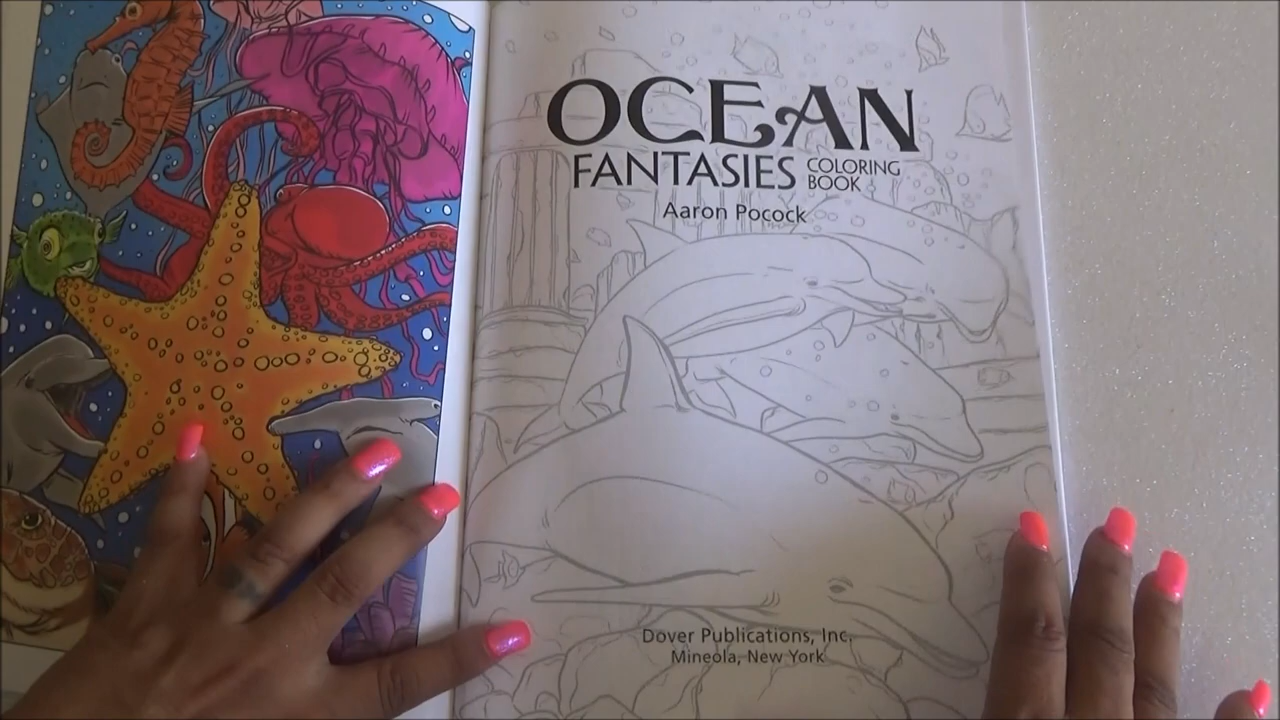 OCEAN
FANTASIES COLORING BOOK
Aaron Pocock
Dover Publications, Inc.
Mineola, New York